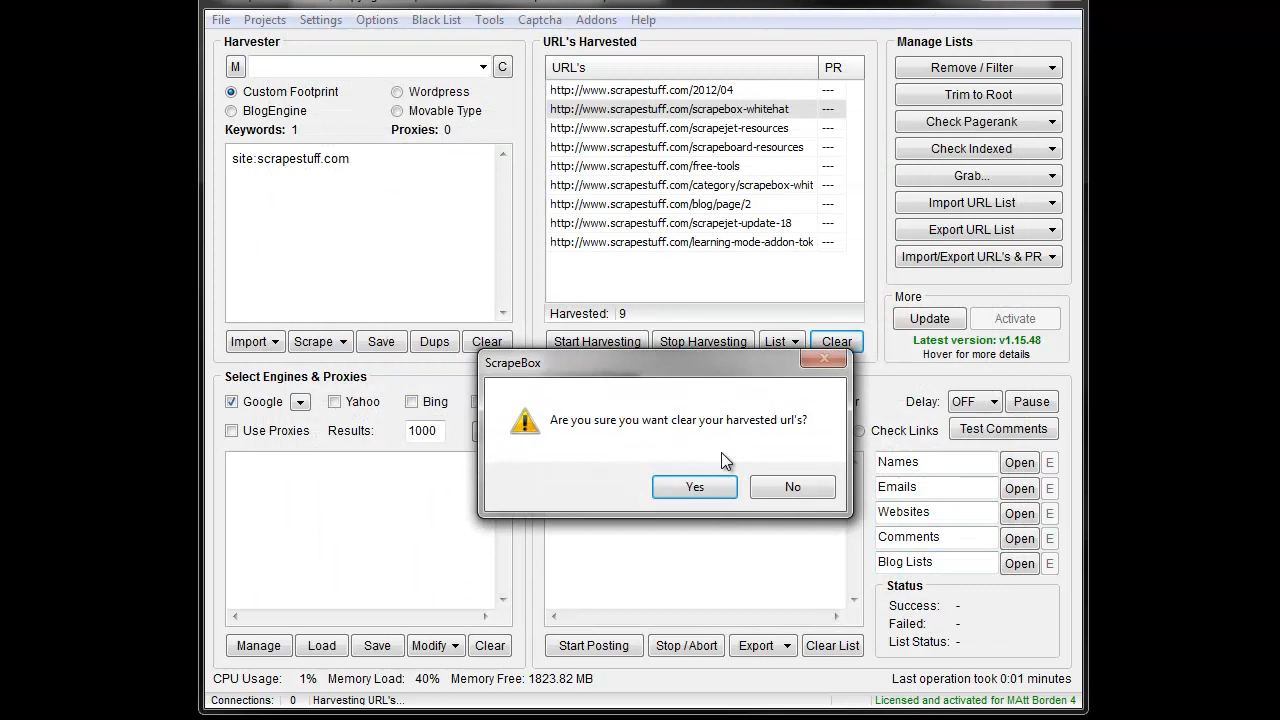 File Projects Settings Options Black List Tools Captcha Addons Help
Harvester
M
C
Custom Footprint
Wordpress
BlogEngine
Movable Type
Keywords: 1
Proxies: 0
site:scrapestuff.com
Import
Scrape
Save
Dups
Clear
URL's Harvested
URL's
PR
http://www.scrapestuff.com/2012/04 ---
http://www.scrapestuff.com/scrapebox-whitehat ---
http://www.scrapestuff.com/scrapejet-resources ---
http://www.scrapestuff.com/scrapeboard-resources ---
http://www.scrapestuff.com/free-tools ---
http://www.scrapestuff.com/category/scrapebox-whit ---
http://www.scrapestuff.com/blog/page/2 ---
http://www.scrapestuff.com/scrapejet-update-18 ---
http://www.scrapestuff.com/learning-mode-addon-tok ---
Harvested: 9
Start Harvesting
Stop Harvesting
List
Clear
Manage Lists
Remove / Filter
Trim to Root
Check Pagerank
Check Indexed
Grab...
Import URL List
Export URL List
Import/Export URL's & PR
More
Update
Activate
Latest version: v1.15.48
Hover for more details
Select Engines & Proxies
Google
Yahoo
Bing
Use Proxies
Results: 1000
Manage
Load
Save
Modify
Clear
ScrapeBox
Are you sure you want clear your harvested url's?
Yes
No
Delay: OFF
Pause
Check Links
Test Comments
Names Open E
Emails Open E
Websites Open E
Comments Open E
Blog Lists Open E
Status
Success: -
Failed: -
List Status: -
Start Posting
Stop / Abort
Export
Clear List
CPU Usage: 1% Memory Load: 40% Memory Free: 1823.82 MB
Last operation took 0:01 minutes
Connections: 0 Harvesting URL's...
Licensed and activated for MAtt Borden 4